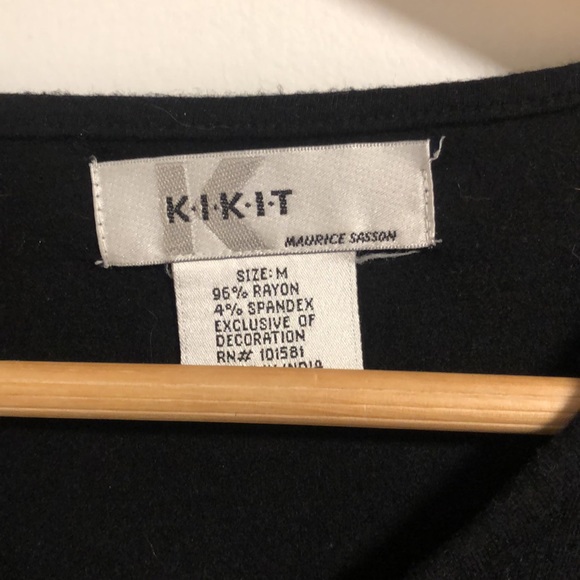 K
K·I·K·I·T
MAURICE SASSON
SIZE: M
96% RAYON
4% SPANDEX
EXCLUSIVE OF
DECORATION
RN# 101581
INDIA